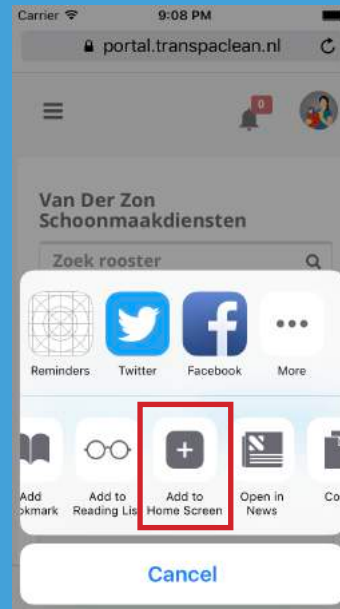 Carrier 9:08 PM
portal.transpaclean.nl
0
Van Der Zon
Schoonmaakdiensten
Zoek rooster
Reminders Twitter Facebook More
Add Add to Add to Open in Co
okmark Reading Lis Home Screen News
Cancel